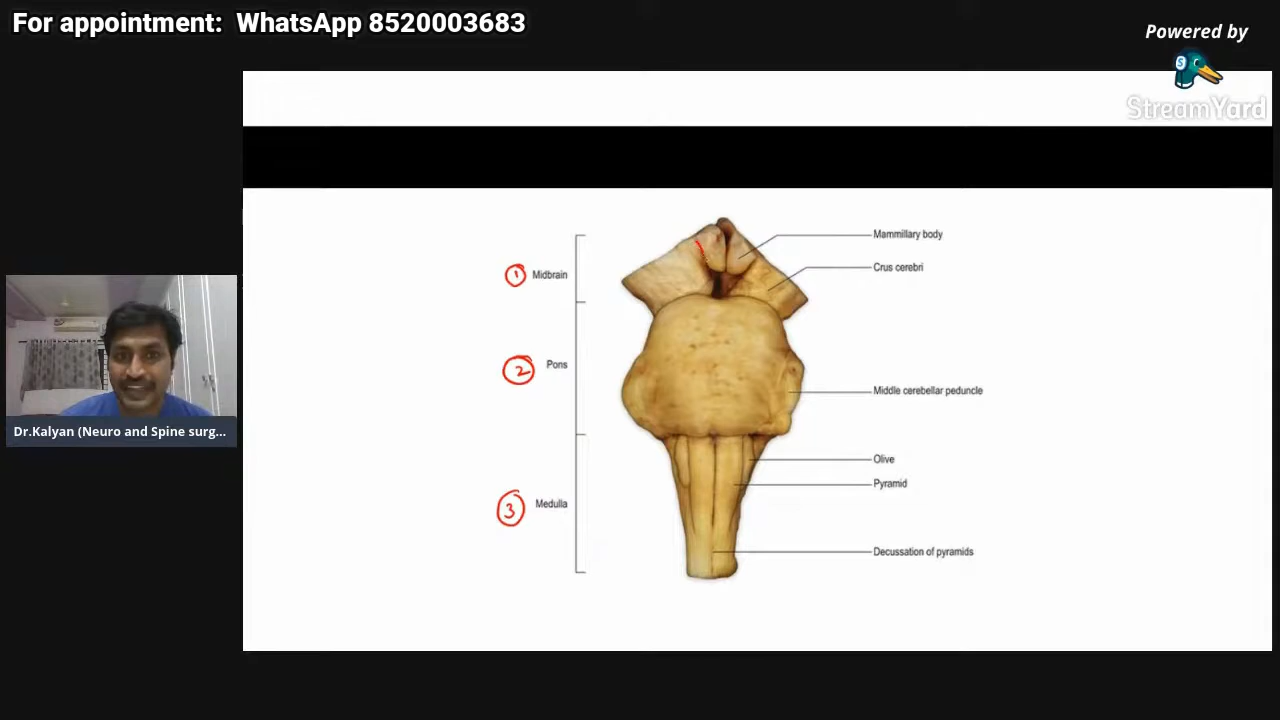 For appointment: WhatsApp 8520003683
Powered by
S
StreamYard
Mammillary body
Crus cerebri
1 Midbrain
2 Pons
Middle cerebellar peduncle
Olive
Pyramid
3 Medulla
Decussation of pyramids
Dr.Kalyan (Neuro and Spine surg...